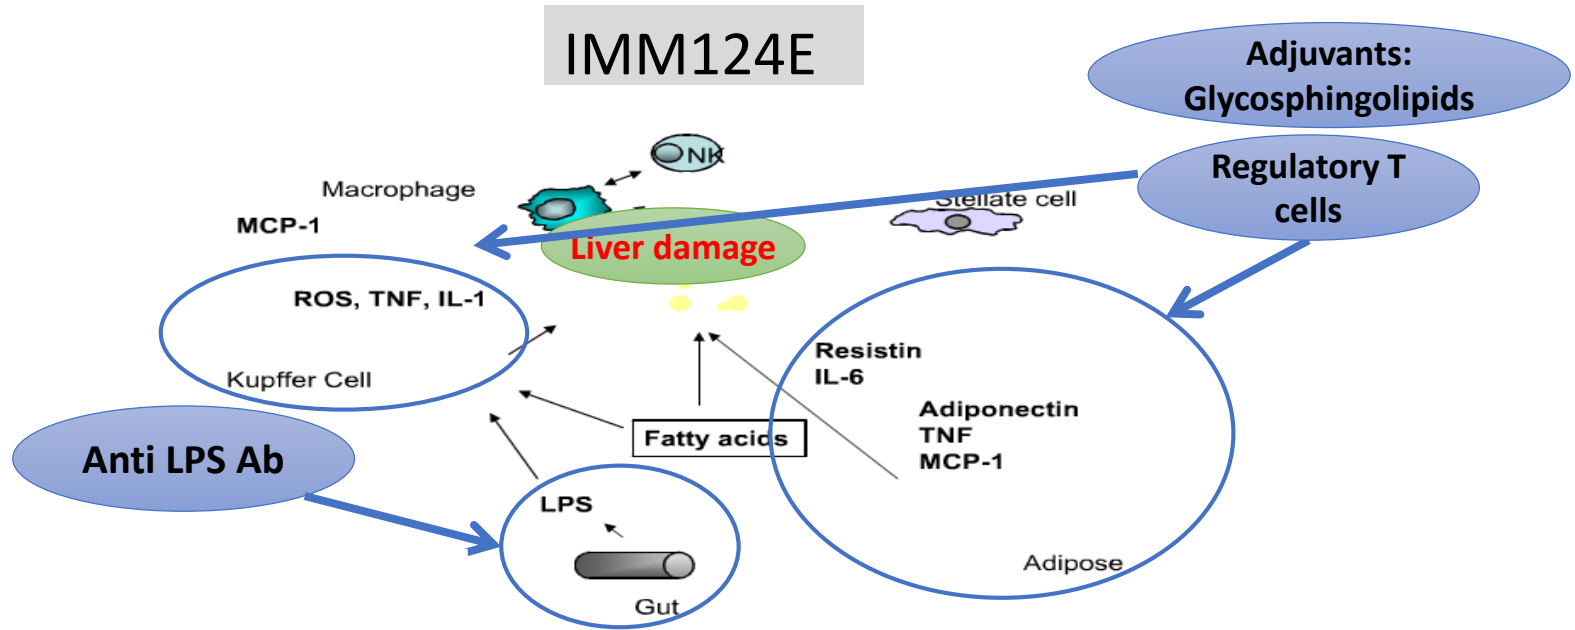 IMM124E
Adjuvants:
Glycosphingolipids
NK
Regulatory T
cells
Macrophage
Stellate cell
MCP-1
Liver damage
ROS, TNF, IL-1
Resistin
IL-6
Kupffer Cell
Adiponectin
TNF
MCP-1
Fatty acids
Anti LPS Ab
LPS
Adipose
Gut